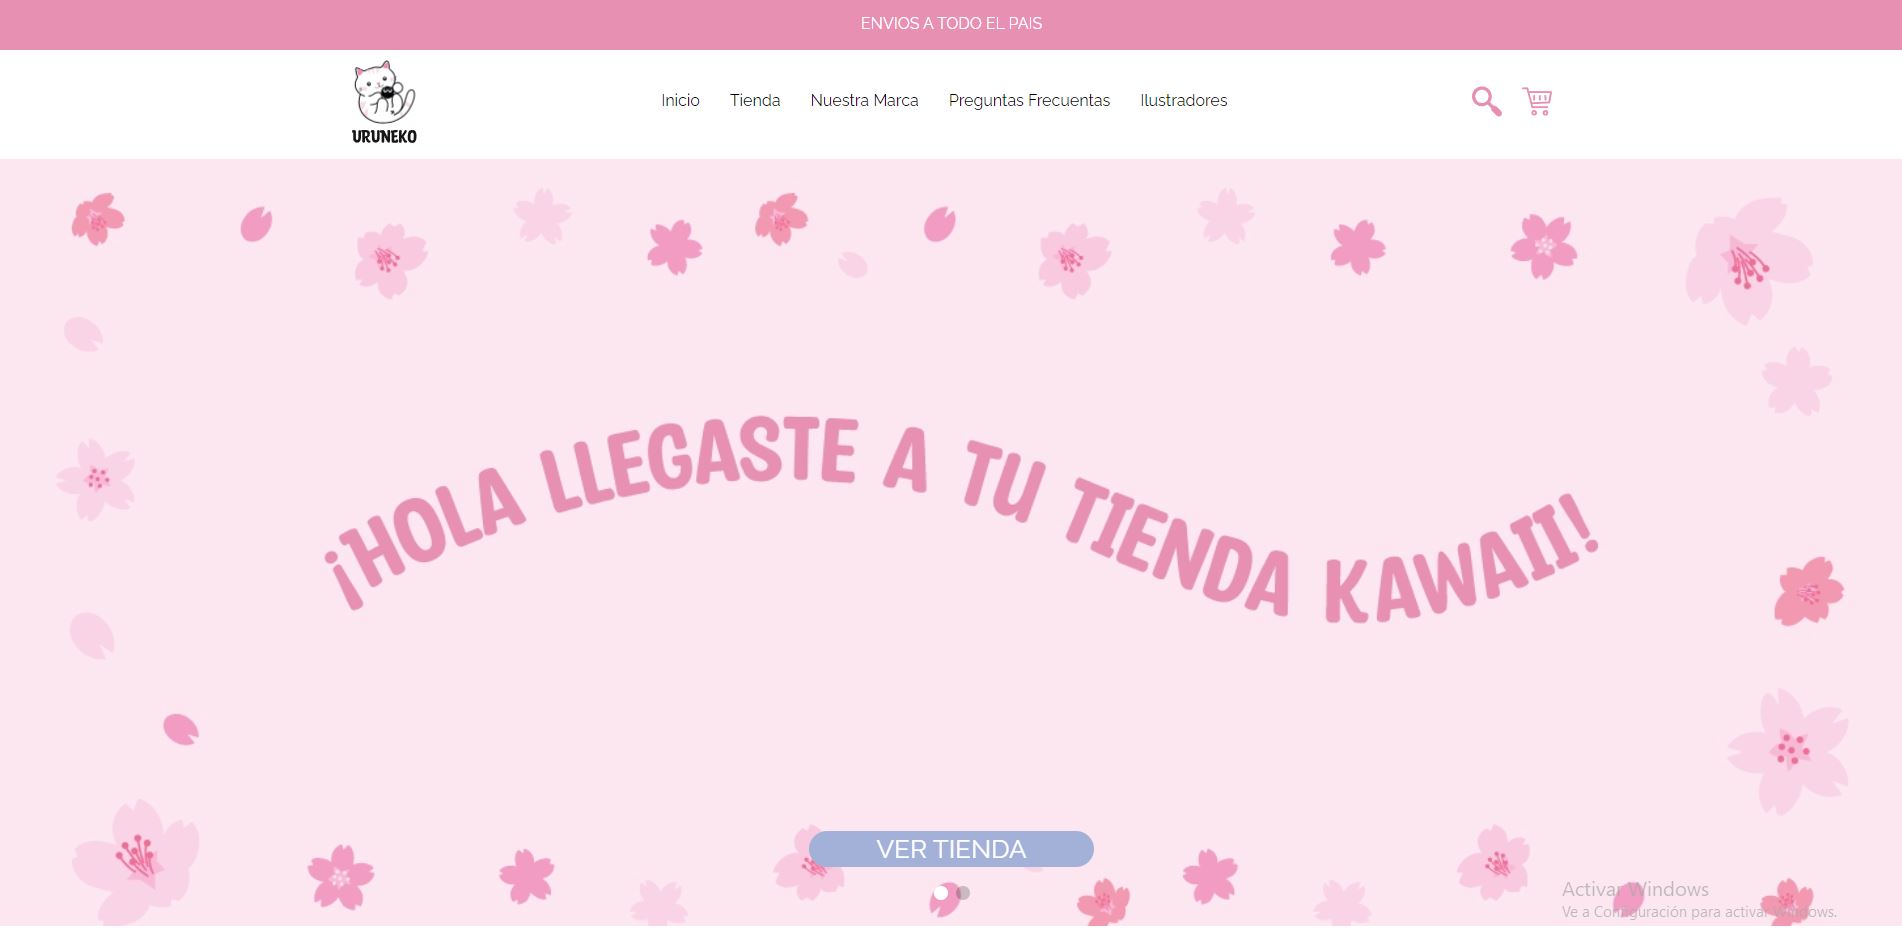 ENVIOS A TODO EL PAIS
URUNEKO
Inicio Tienda Nuestra Marca Preguntas Frecuentas Ilustradores
¡HOLA LLEGASTE A TU TIENDA KAWAII!
VER TIENDA
Activar Windows
Ve a Configuración para activar Windows.